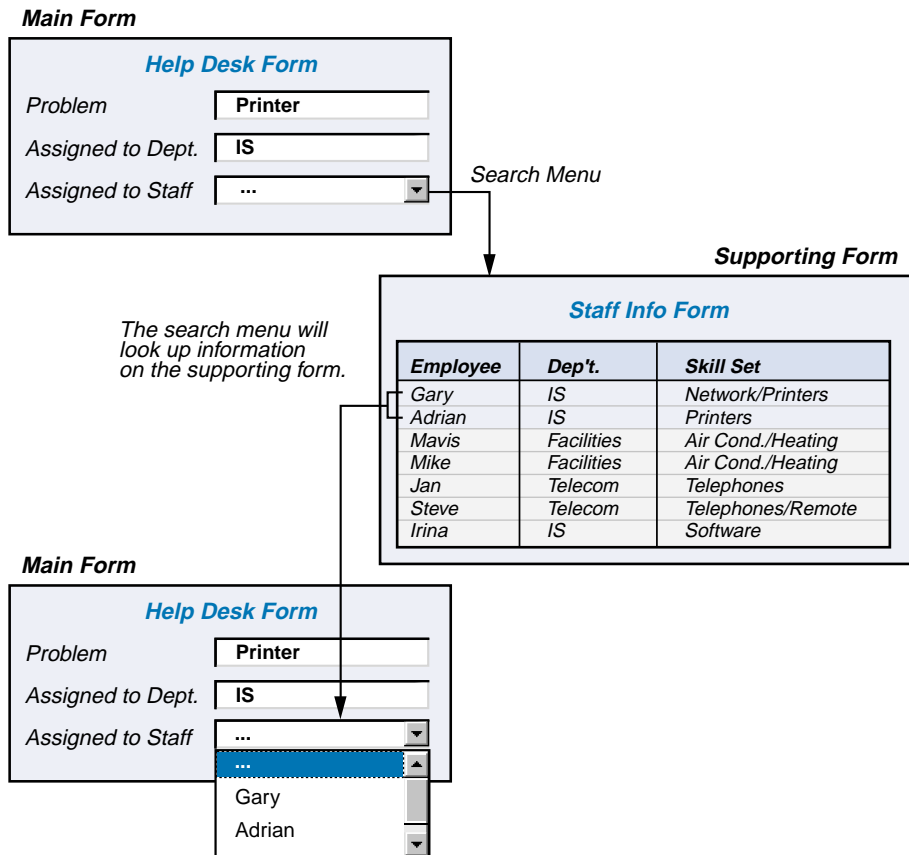 Main Form
Help Desk Form
Problem Printer
Assigned to Dept. IS
Assigned to Staff ...
Search Menu
Supporting Form
Staff Info Form
The search menu will
look up information
on the supporting form.
Employee Dep't. Skill Set
Gary IS Network/Printers
Adrian IS Printers
Mavis Facilities Air Cond./Heating
Mike Facilities Air Cond./Heating
Jan Telecom Telephones
Steve Telecom Telephones/Remote
Irina IS Software
Main Form
Help Desk Form
Problem Printer
Assigned to Dept. IS
Assigned to Staff ...
...
Gary
Adrian